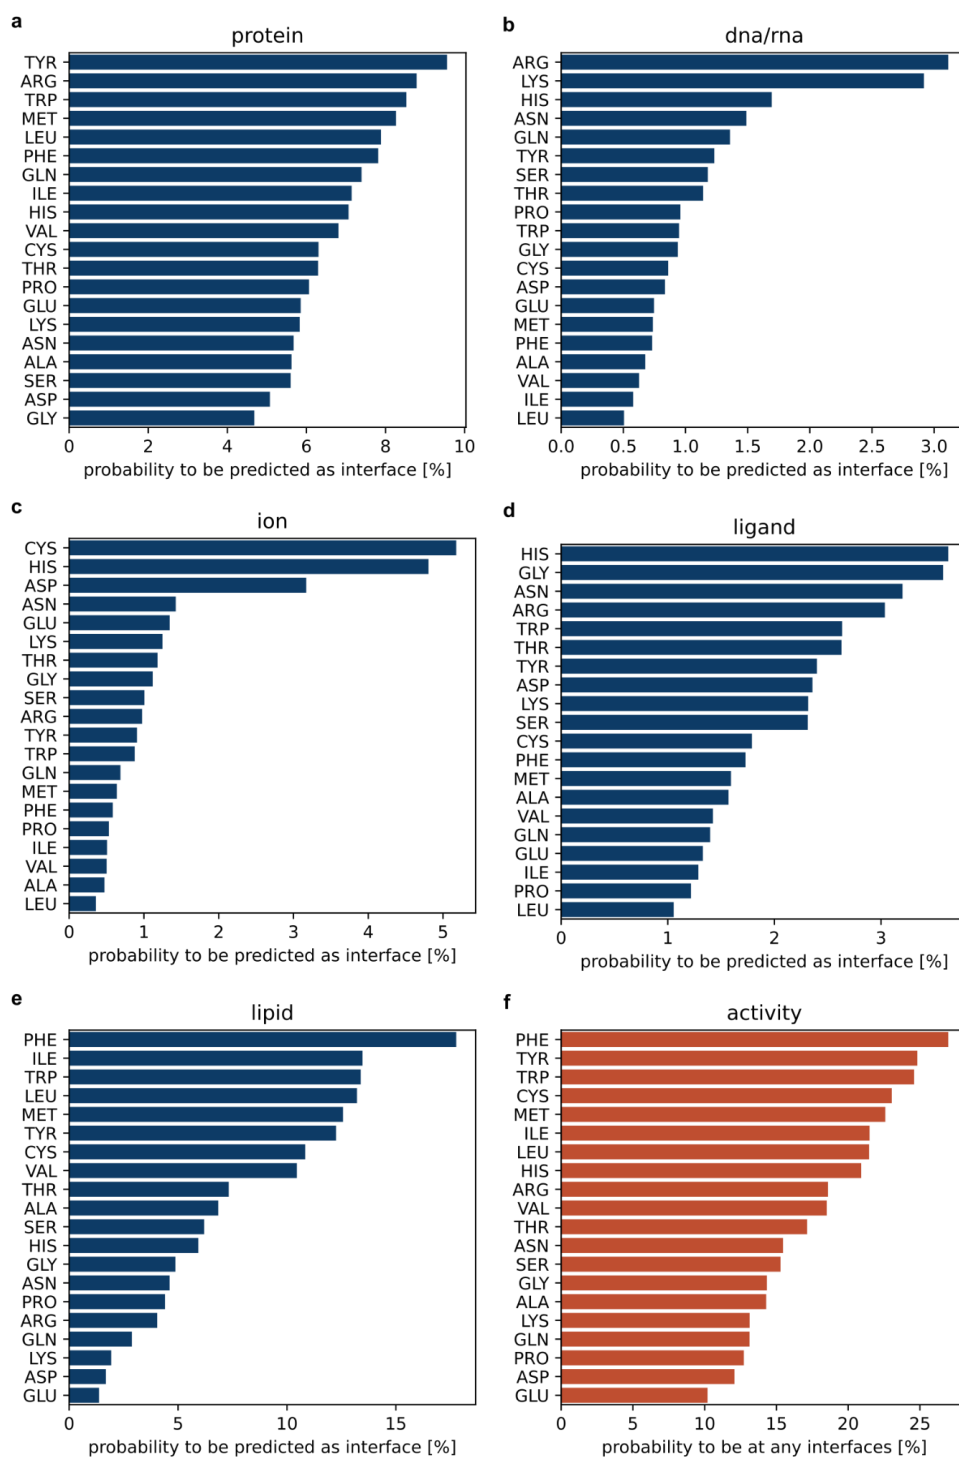 a
protein
TYR
ARG
TRP
MET
LEU
PHE
GLN
ILE
HIS
VAL
CYS
THR
PRO
GLU
LYS
ASN
ALA
SER
ASP
GLY
0 2 4 6 8 10
probability to be predicted as interface [%]
b
dna/rna
ARG
LYS
HIS
ASN
GLN
TYR
SER
THR
PRO
TRP
GLY
CYS
ASP
GLU
MET
PHE
ALA
VAL
ILE
LEU
0.0 0.5 1.0 1.5 2.0 2.5 3.0
probability to be predicted as interface [%]
c
ion
CYS
HIS
ASP
ASN
GLU
LYS
THR
GLY
SER
ARG
TYR
TRP
GLN
MET
PHE
PRO
ILE
VAL
ALA
LEU
0 1 2 3 4 5
probability to be predicted as interface [%]
d
ligand
HIS
GLY
ASN
ARG
TRP
THR
TYR
ASP
LYS
SER
CYS
PHE
MET
ALA
VAL
GLN
GLU
ILE
PRO
LEU
0 1 2 3
probability to be predicted as interface [%]
e
lipid
PHE
ILE
TRP
LEU
MET
TYR
CYS
VAL
THR
ALA
SER
HIS
GLY
ASN
PRO
ARG
GLN
LYS
ASP
GLU
0 5 10 15
probability to be predicted as interface [%]
f
activity
PHE
TYR
TRP
CYS
MET
ILE
LEU
HIS
ARG
VAL
THR
ASN
SER
GLY
ALA
LYS
GLN
PRO
ASP
GLU
0 5 10 15 20 25
probability to be at any interfaces [%]